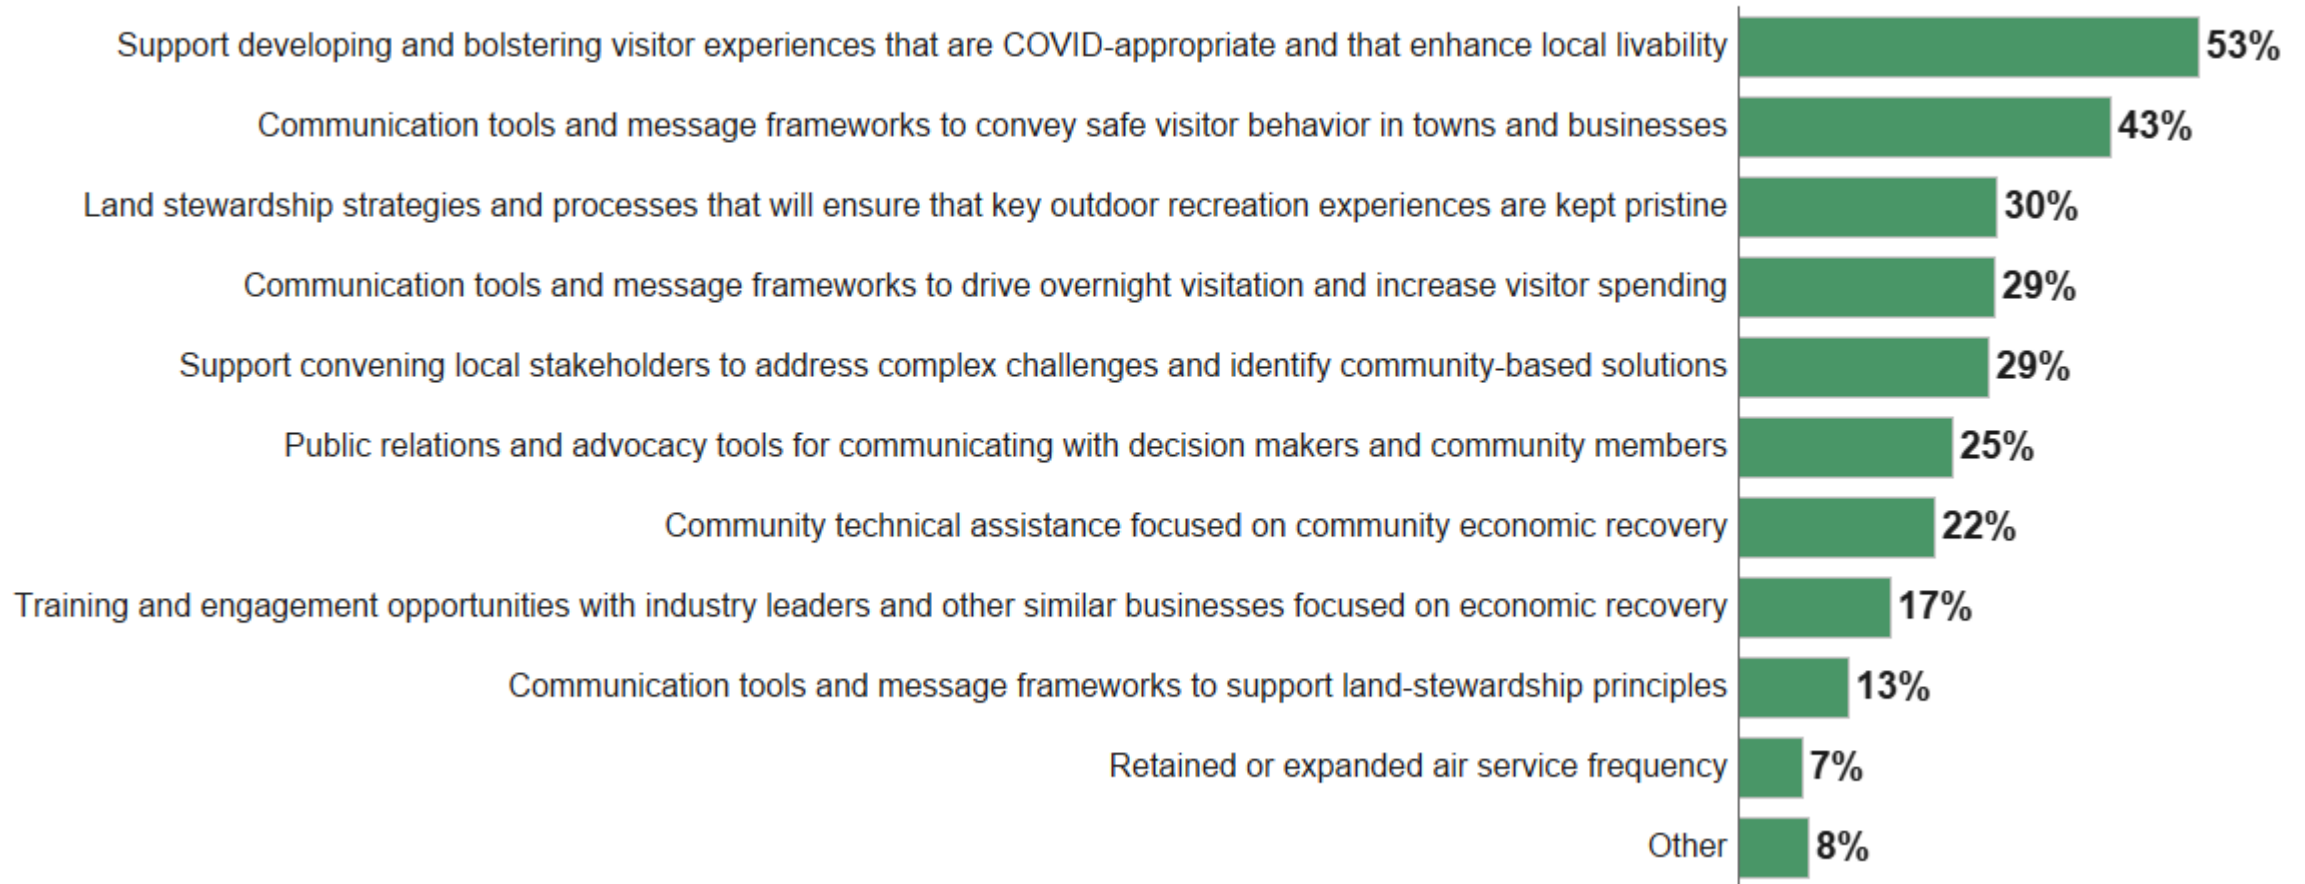 Support developing and bolstering visitor experiences that are COVID-appropriate and that enhance local livability 53%
Communication tools and message frameworks to convey safe visitor behavior in towns and businesses 43%
Land stewardship strategies and processes that will ensure that key outdoor recreation experiences are kept pristine 30%
Communication tools and message frameworks to drive overnight visitation and increase visitor spending 29%
Support convening local stakeholders to address complex challenges and identify community-based solutions 29%
Public relations and advocacy tools for communicating with decision makers and community members 25%
Community technical assistance focused on community economic recovery 22%
Training and engagement opportunities with industry leaders and other similar businesses focused on economic recovery 17%
Communication tools and message frameworks to support land-stewardship principles 13%
Retained or expanded air service frequency 7%
Other 8%